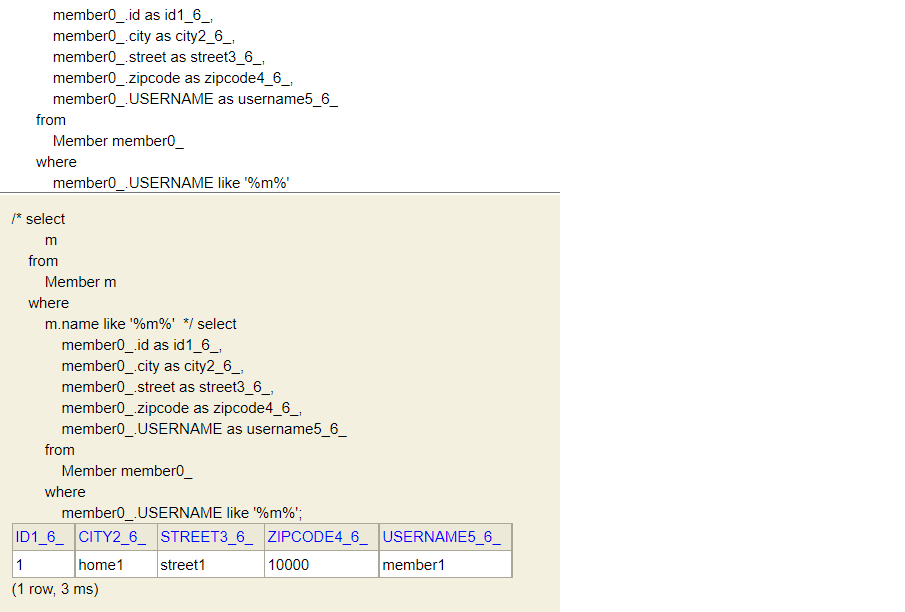 member0_.id as id1_6_,
member0_.city as city2_6_,
member0_.street as street3_6_,
member0_.zipcode as zipcode4_6_,
member0_.USERNAME as username5_6_
from
Member member0_
where
member0_.USERNAME like '%m%'
/* select
m
from
Member m
where
m.name like '%m%'  */ select
member0_.id as id1_6_,
member0_.city as city2_6_,
member0_.street as street3_6_,
member0_.zipcode as zipcode4_6_,
member0_.USERNAME as username5_6_
from
Member member0_
where
member0_.USERNAME like '%m%';
ID1_6_ CITY2_6_ STREET3_6_ ZIPCODE4_6_ USERNAME5_6_
1 home1 street1 10000 member1
(1 row, 3 ms)